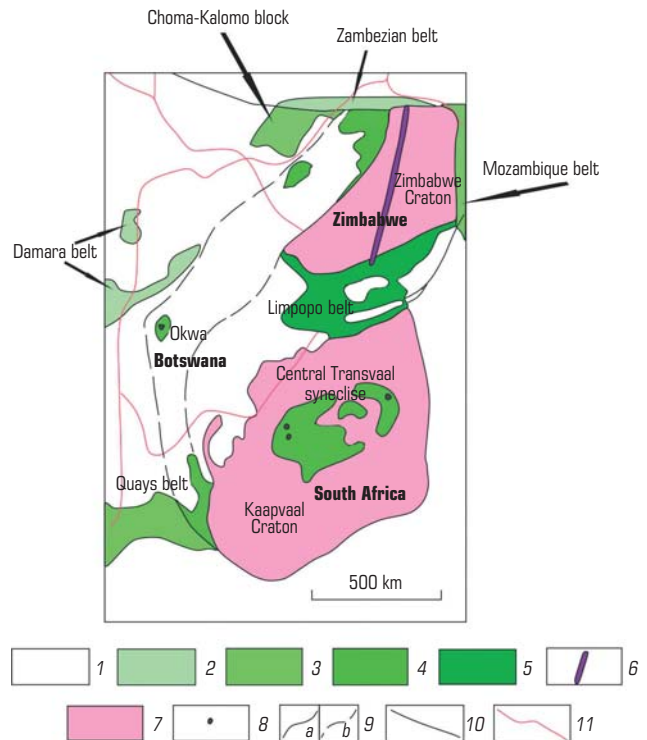 Choma-Kalomo block
Zambezian belt
Mozambique belt
Zimbabwe
Craton
Zimbabwe
Damara belt
Limpopo belt
Okwa
Botswana
Central Transvaal
syneclise
Quays belt
South Africa
Kaapvaal
Craton
500 km
1 2 3 4 5 6
7 8 a b 9 10 11